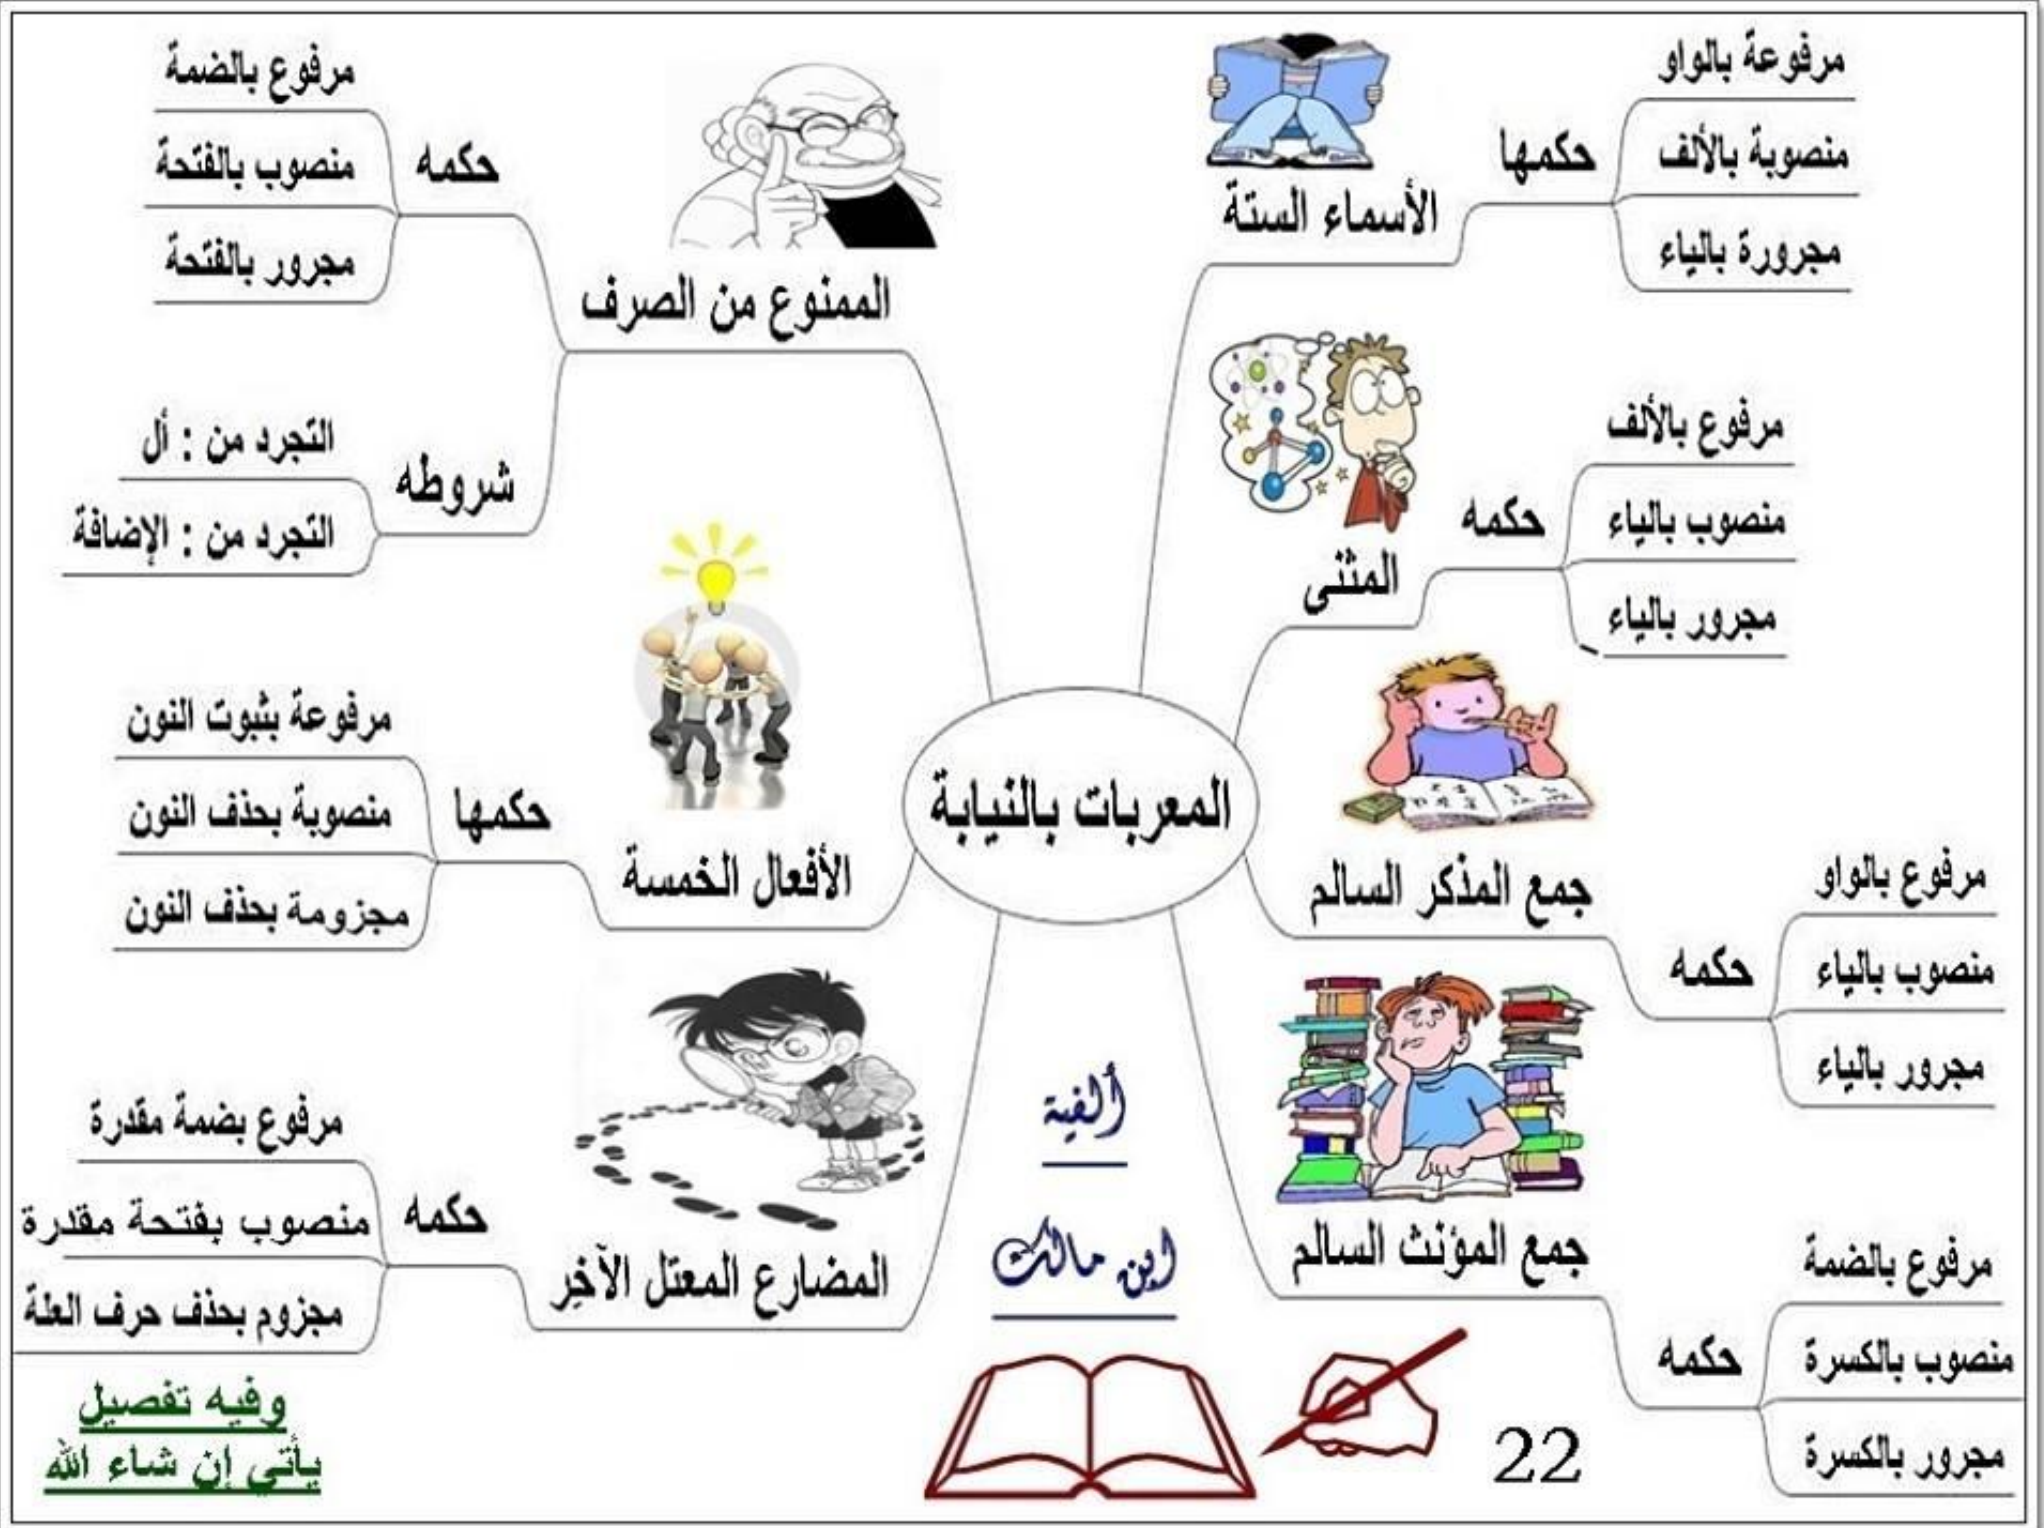 المعربات بالنيابة
الأسماء الستة
حكمها
مرفوعة بالواو
منصوبة بالألف
مجرورة بالياء
المثنى
حكمه
مرفوع بالألف
منصوب بالياء
مجرور بالياء
جمع المذكر السالم
حكمه
مرفوع بالواو
منصوب بالياء
مجرور بالياء
جمع المؤنث السالم
حكمه
مرفوع بالضمة
منصوب بالكسرة
مجرور بالكسرة
الممنوع من الصرف
حكمه
مرفوع بالضمة
منصوب بالفتحة
مجرور بالفتحة
شروطه
التجرد من : أل
التجرد من : الإضافة
الأفعال الخمسة
حكمها
مرفوعة بثبوت النون
منصوبة بحذف النون
مجزومة بحذف النون
المضارع المعتل الآخِر
حكمه
مرفوع بضمة مقدرة
منصوب بفتحة مقدرة
مجزوم بحذف حرف العلة
وفيه تفصيل
يأتي إن شاء الله
ألفية
ابن مالك
22